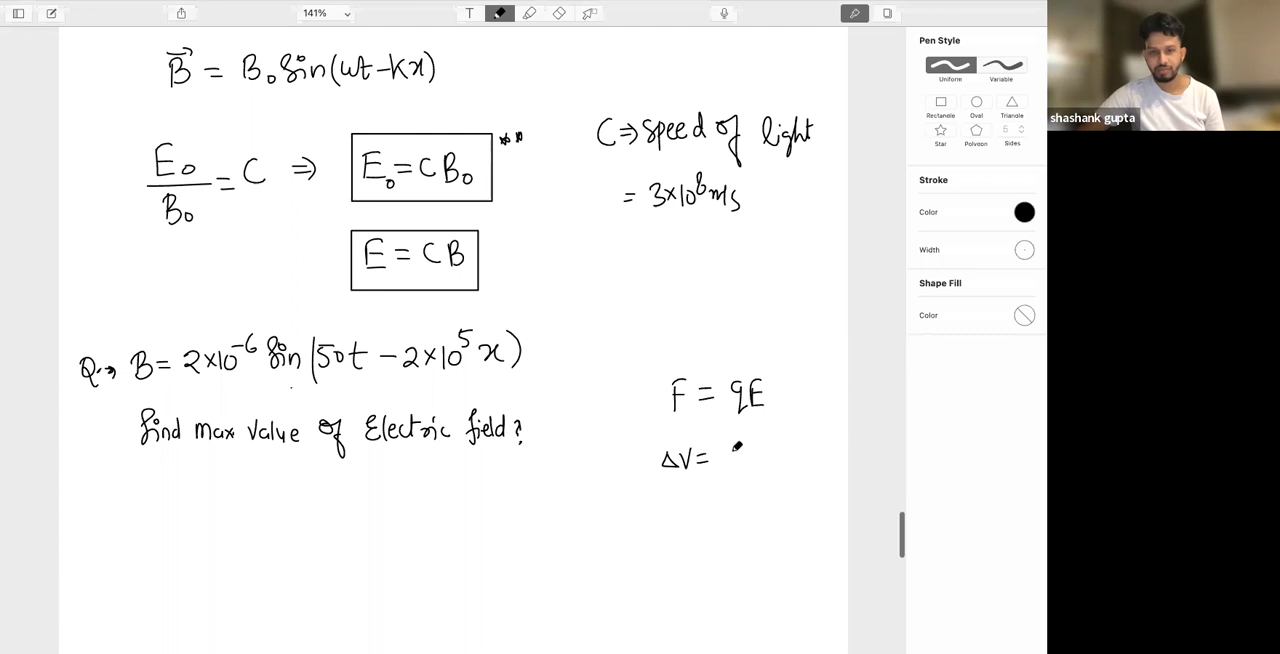 141%
T
B⃗ = B₀ sin(ωt − kx)
E₀/B₀ = C ⇒ E₀ = CB₀ **
C ⇒ speed of light
= 3×10⁸ m/s
E = CB
Q→ B = 2×10⁻⁶ sin(50t − 2×10⁵ x)
find max value of Electric field?
F = qE
ΔV =
Pen Style
Uniform
Variable
Rectangle
Oval
Triangle
Star
Polygon
5
Sides
Stroke
Color
Width
Shape Fill
Color
shashank gupta